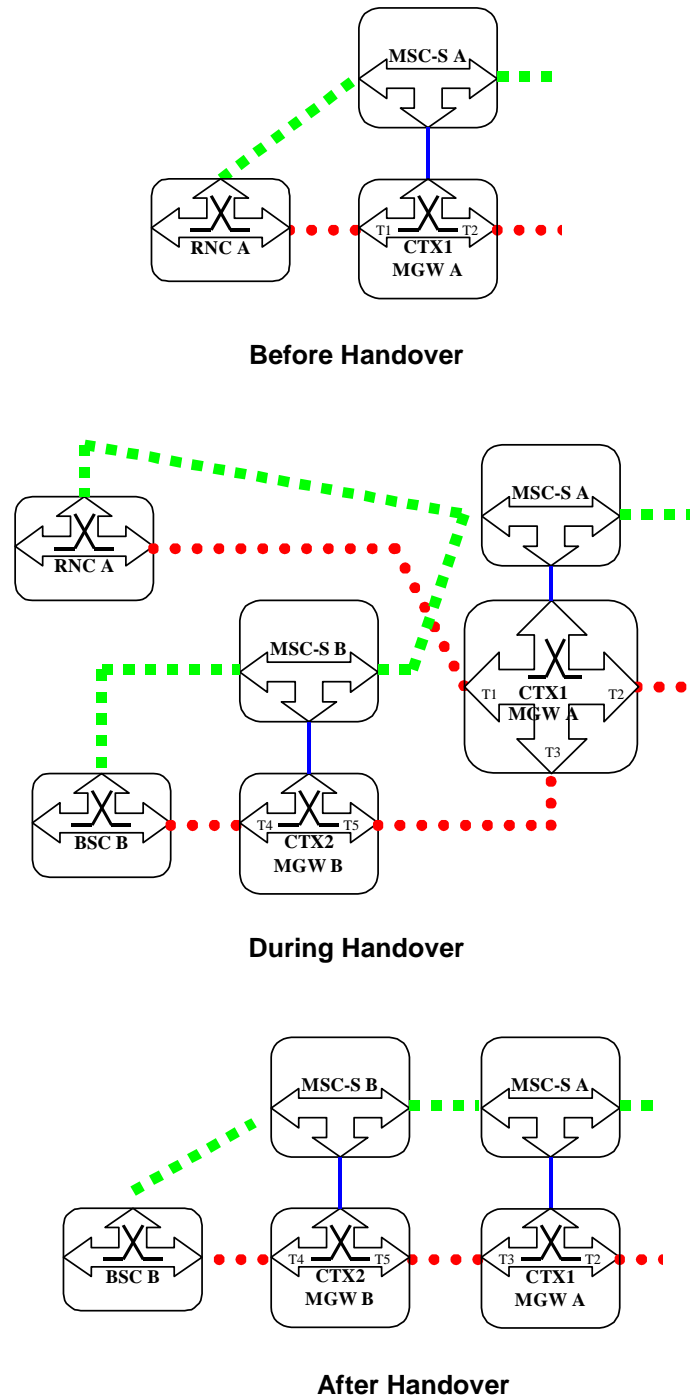 MSC-S A
RNC A
T1
T2
CTX1
MGW A
Before Handover
MSC-S A
RNC A
MSC-S B
T1
CTX1
T2
MGW A
T3
BSC B
T4
T5
CTX2
MGW B
During Handover
MSC-S B
MSC-S A
BSC B
T4
T5
CTX2
MGW B
T3
T2
CTX1
MGW A
After Handover